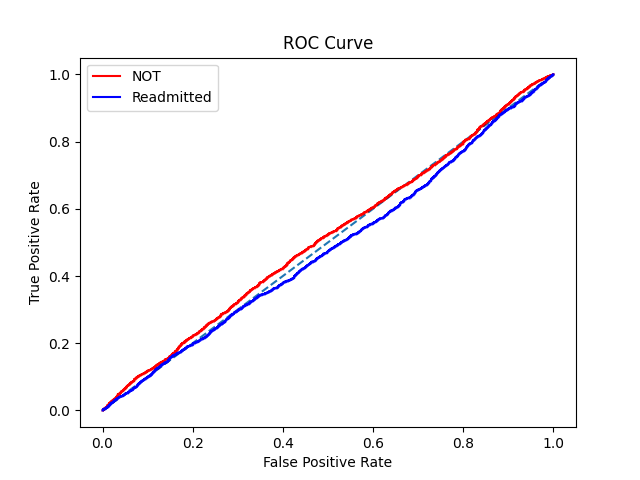 ROC Curve
NOT
Readmitted
True Positive Rate
1.0
0.8
0.6
0.4
0.2
0.0
0.0 0.2 0.4 0.6 0.8 1.0
False Positive Rate